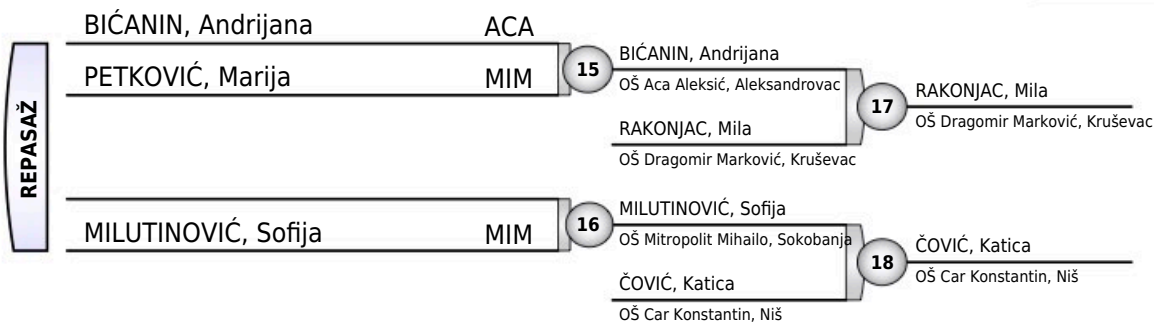 REPASAŽ
BIĆANIN, Andrijana ACA
PETKOVIĆ, Marija MIM
15
BIĆANIN, Andrijana
OŠ Aca Aleksić, Aleksandrovac
RAKONJAC, Mila
OŠ Dragomir Marković, Kruševac
17
RAKONJAC, Mila
OŠ Dragomir Marković, Kruševac
MILUTINOVIĆ, Sofija MIM
16
MILUTINOVIĆ, Sofija
OŠ Mitropolit Mihailo, Sokobanja
ČOVIĆ, Katica
OŠ Car Konstantin, Niš
18
ČOVIĆ, Katica
OŠ Car Konstantin, Niš